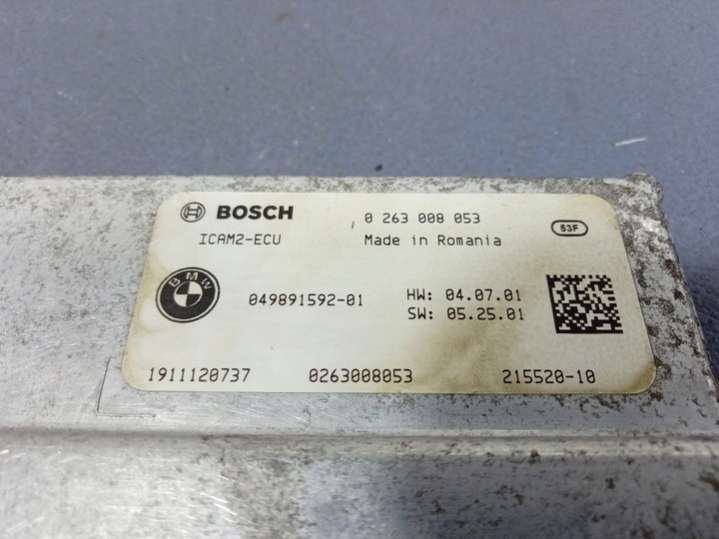 BOSCH 0 263 008 053
ICAM2-ECU Made in Romania 53F
BMW
049891592-01 HW: 04.07.01
SW: 05.25.01
1911120737 0263008053 215520-10